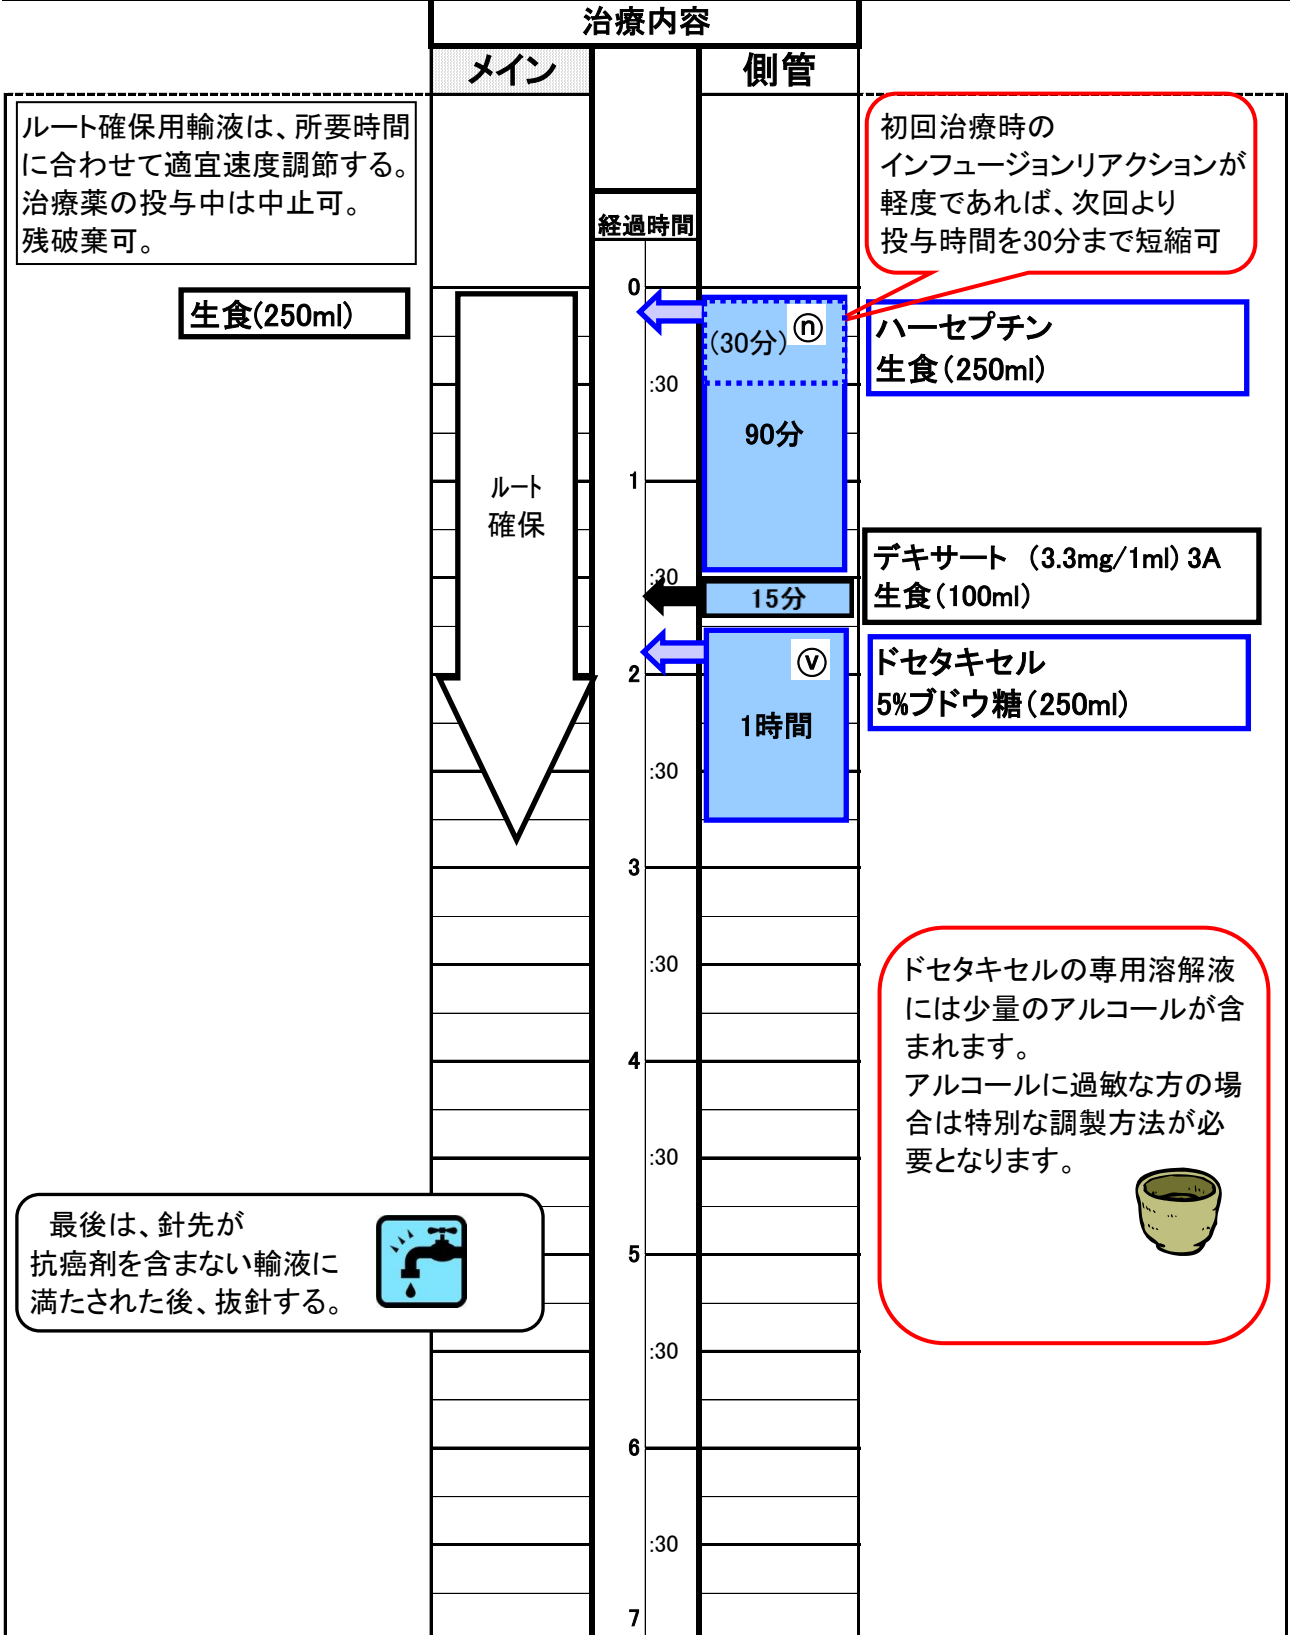 治療内容
メイン
側管
ルート確保用輸液は、所要時間
に合わせて適宜速度調節する。
治療薬の投与中は中止可。
残破棄可。
初回治療時の
インフュージョンリアクションが
軽度であれば、次回より
投与時間を30分まで短縮可
経過時間
0
生食(250ml)
(30分)
ⓝ
ハーセプチン
生食(250ml)
:30
90分
1
ルート
確保
デキサート (3.3mg/1ml) 3A
生食(100ml)
:30
15分
ドセタキセル
5%ブドウ糖(250ml)
ⓥ
2
1時間
:30
3
:30
ドセタキセルの専用溶解液
には少量のアルコールが含
まれます。
アルコールに過敏な方の場
合は特別な調製方法が必
要となります。
4
:30
最後は、針先が
抗癌剤を含まない輸液に
満たされた後、抜針する。
5
:30
6
:30
7